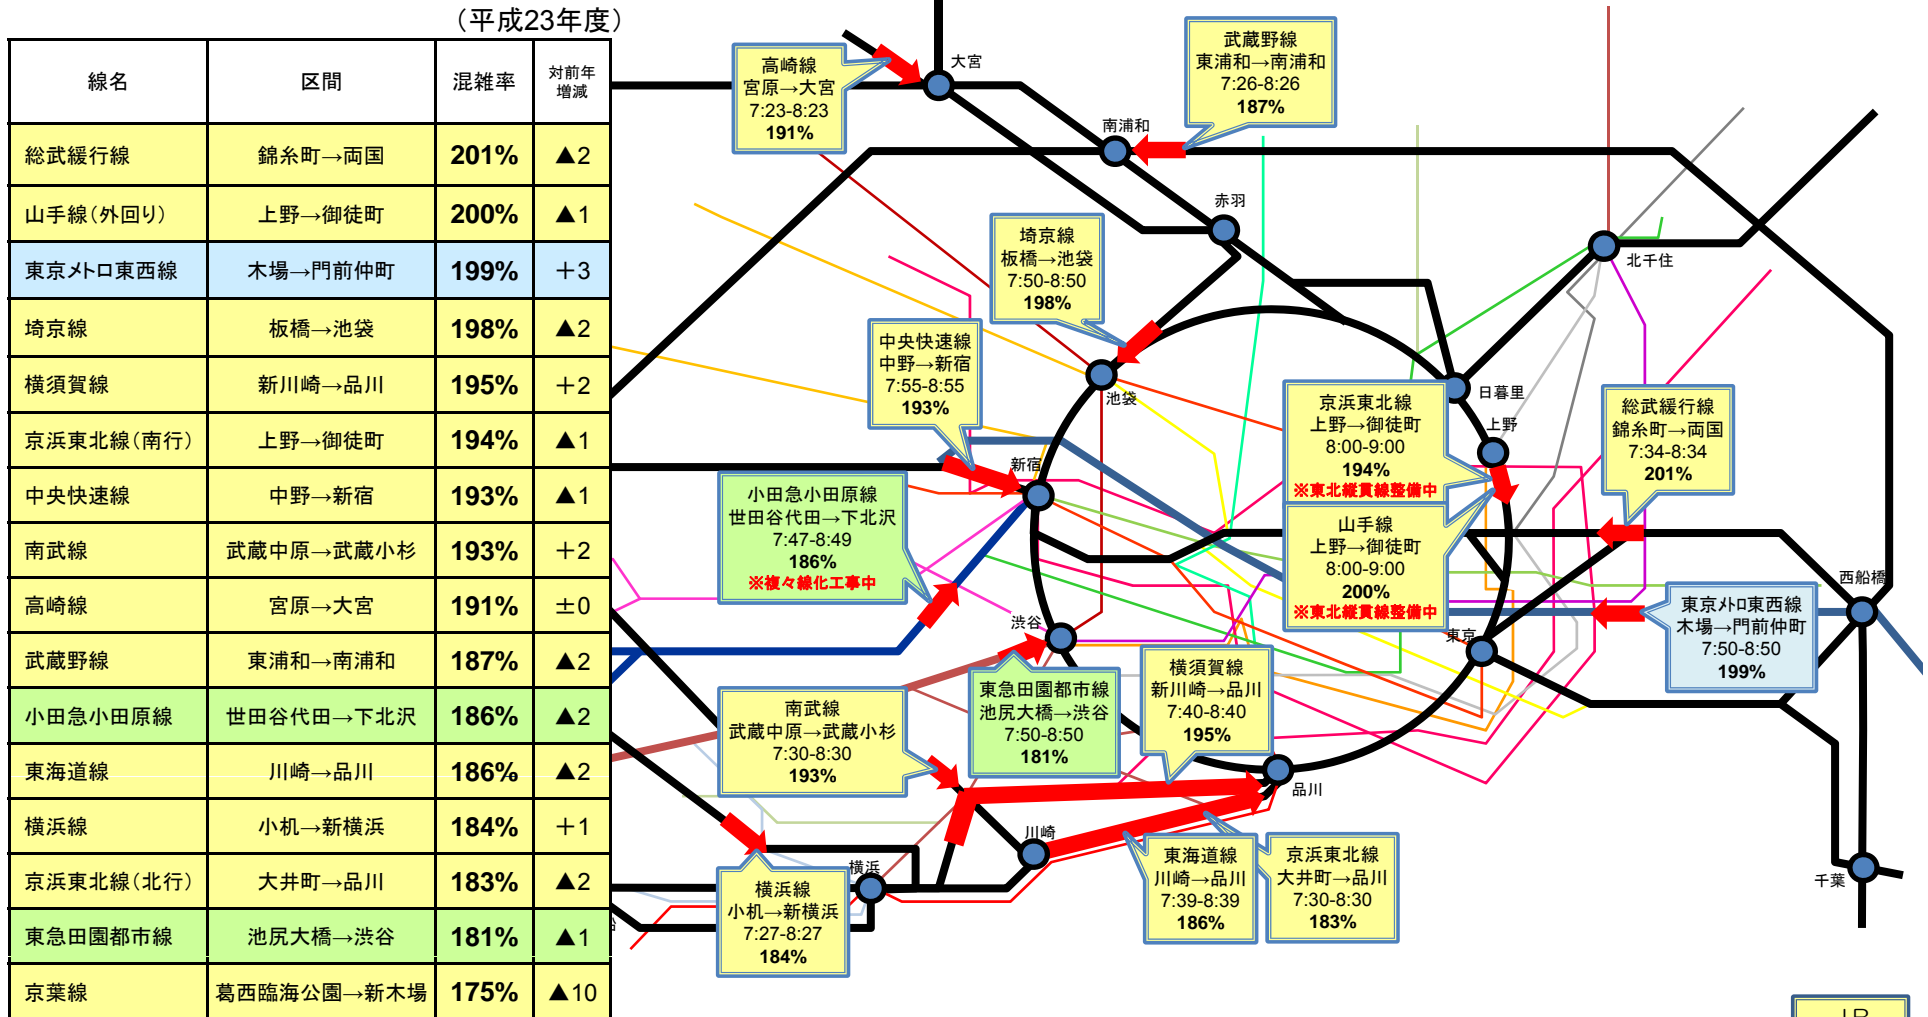 （平成23年度）
線名 区間 混雑率 対前年増減
総武緩行線 錦糸町→両国 201% ▲2
山手線（外回り） 上野→御徒町 200% ▲1
東京メトロ東西線 木場→門前仲町 199% ＋3
埼京線 板橋→池袋 198% ▲2
横須賀線 新川崎→品川 195% ＋2
京浜東北線（南行） 上野→御徒町 194% ▲1
中央快速線 中野→新宿 193% ▲1
南武線 武蔵中原→武蔵小杉 193% ＋2
高崎線 宮原→大宮 191% ±0
武蔵野線 東浦和→南浦和 187% ▲2
小田急小田原線 世田谷代田→下北沢 186% ▲2
東海道線 川崎→品川 186% ▲2
横浜線 小机→新横浜 184% ＋1
京浜東北線（北行） 大井町→品川 183% ▲2
東急田園都市線 池尻大橋→渋谷 181% ▲1
京葉線 葛西臨海公園→新木場 175% ▲10
高崎線
宮原→大宮
7:23-8:23
191%
大宮
武蔵野線
東浦和→南浦和
7:26-8:26
187%
南浦和
赤羽
埼京線
板橋→池袋
7:50-8:50
198%
北千住
中央快速線
中野→新宿
7:55-8:55
193%
池袋
日暮里
上野
京浜東北線
上野→御徒町
8:00-9:00
194%
※東北縦貫線整備中
総武緩行線
錦糸町→両国
7:34-8:34
201%
新宿
小田急小田原線
世田谷代田→下北沢
7:47-8:49
186%
※複々線化工事中
山手線
上野→御徒町
8:00-9:00
200%
※東北縦貫線整備中
西船橋
東京メトロ東西線
木場→門前仲町
7:50-8:50
199%
渋谷
東京
東急田園都市線
池尻大橋→渋谷
7:50-8:50
181%
横須賀線
新川崎→品川
7:40-8:40
195%
南武線
武蔵中原→武蔵小杉
7:30-8:30
193%
品川
川崎
横浜
東海道線
川崎→品川
7:39-8:39
186%
京浜東北線
大井町→品川
7:30-8:30
183%
横浜線
小机→新横浜
7:27-8:27
184%
千葉
JR